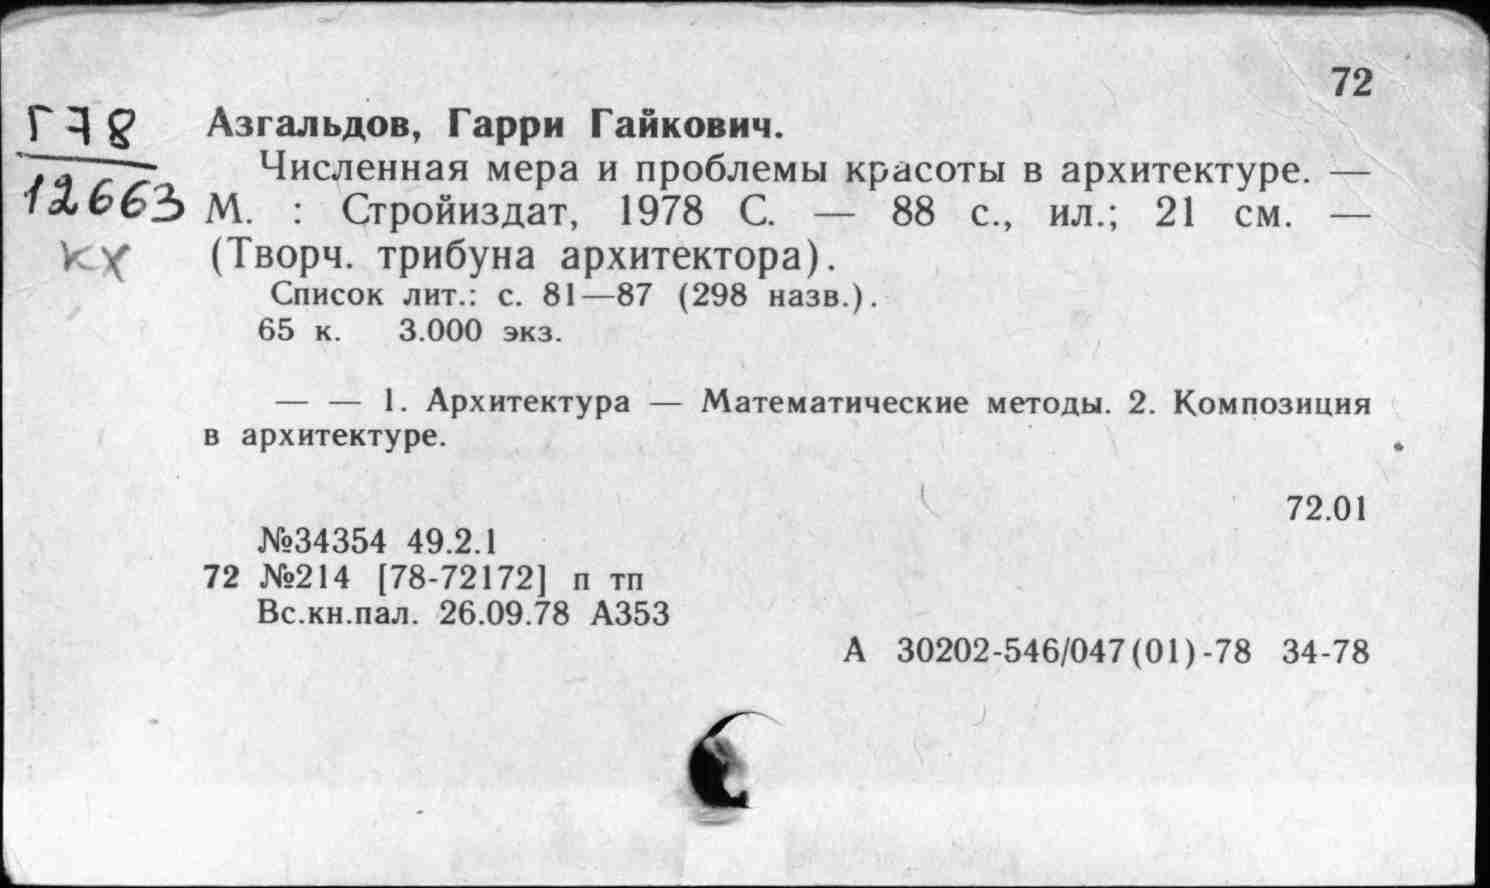 72
Г78
12663
кх
Азгальдов, Гарри Гайкович.
Численная мера и проблемы красоты в архитектуре. —
М. : Стройиздат, 1978 С. — 88 с., ил.; 21 см. —
(Творч. трибуна архитектора).
Список лит.: с. 81—87 (298 назв.).
65 к. 3.000 экз.
— — 1. Архитектура — Математические методы. 2. Композиция
в архитектуре.
72.01
№34354 49.2.1
72 №214 [78-72172] п тп
Вс.кн.пал. 26.09.78 А353
А 30202-546/047(01)-78 34-78